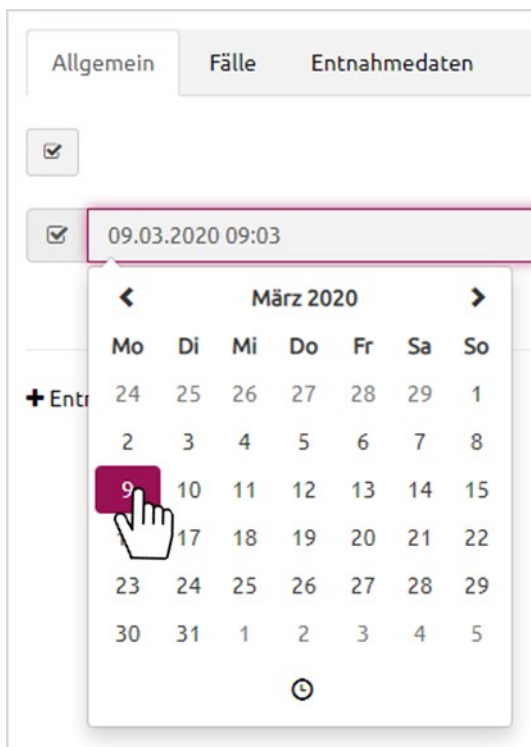 Allgemein Fälle Entnahmedaten
09.03.2020 09:03
März 2020
Mo Di Mi Do Fr Sa So
24 25 26 27 28 29 1
2 3 4 5 6 7 8
9 10 11 12 13 14 15
17 18 19 20 21 22
23 24 25 26 27 28 29
30 31 1 2 3 4 5